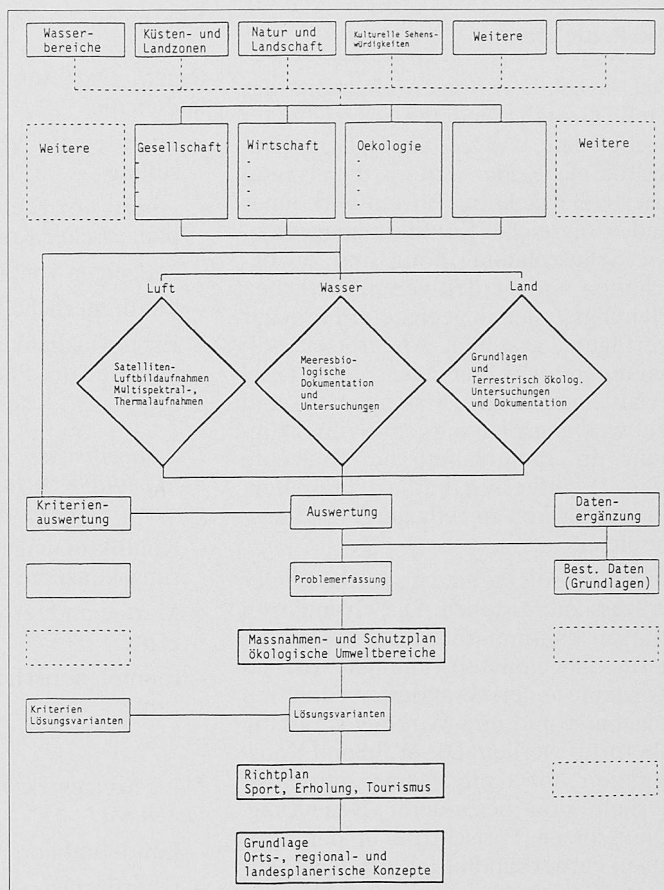 Wasser-
bereiche
Küsten- und
Landzonen
Natur und
Landschaft
Kulturelle Sehens-
würdigkeiten
Weitere
Weitere
Gesellschaft
-
-
-
-
Wirtschaft
-
-
-
-
Oekologie
-
-
-
-
Weitere
Luft
Wasser
Land
Satelliten-
Luftbildaufnahmen
Multispektral-,
Thermalaufnahmen
Meeresbio-
logische
Dokumentation
und
Untersuchungen
Grundlagen
und
Terrestrisch ökolog.
Untersuchungen
und Dokumentation
Kriterien-
auswertung
Auswertung
Daten-
ergänzung
Problemerfassung
Best. Daten
(Grundlagen)
Massnahmen- und Schutzplan
ökologische Umweltbereiche
Kriterien
Lösungsvarianten
Lösungsvarianten
Richtplan
Sport, Erholung, Tourismus
Grundlage
Orts-, regional- und
landesplanerische Konzepte